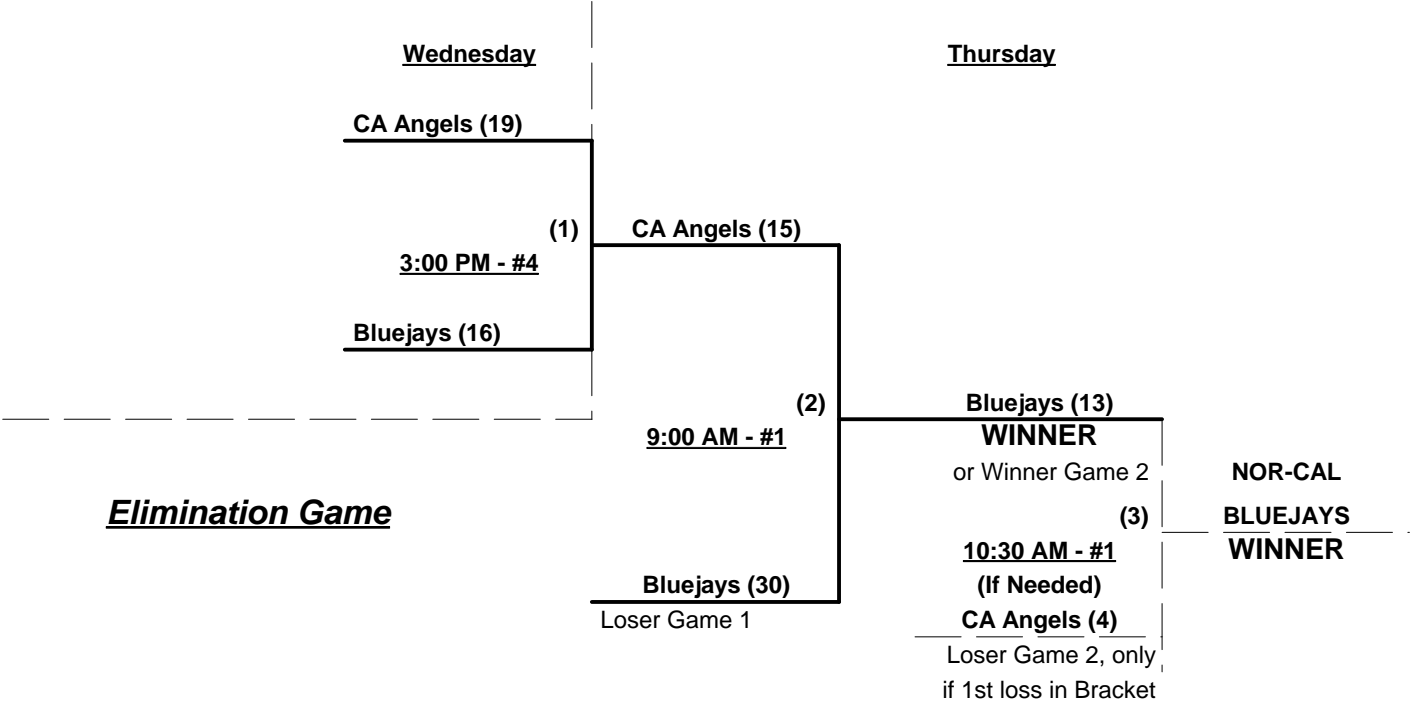 Wednesday
Thursday
CA Angels (19)
(1)
CA Angels (15)
3:00 PM - #4
Bluejays (16)
(2)
Bluejays (13)
9:00 AM - #1
WINNER
or Winner Game 2
NOR-CAL
Elimination Game
(3)
BLUEJAYS
10:30 AM - #1
WINNER
(If Needed)
Bluejays (30)
Loser Game 1
CA Angels (4)
Loser Game 2, only
if 1st loss in Bracket